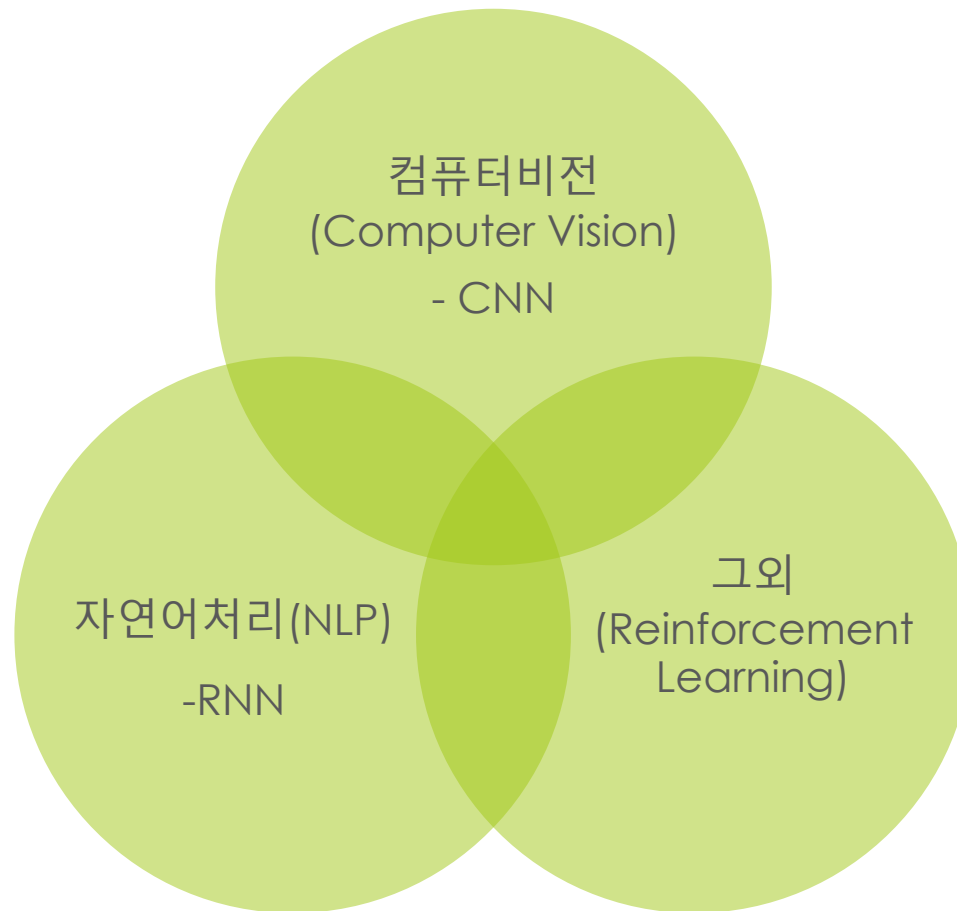 컴퓨터비전
(Computer Vision)
- CNN
자연어처리(NLP)
-RNN
그외
(Reinforcement
Learning)